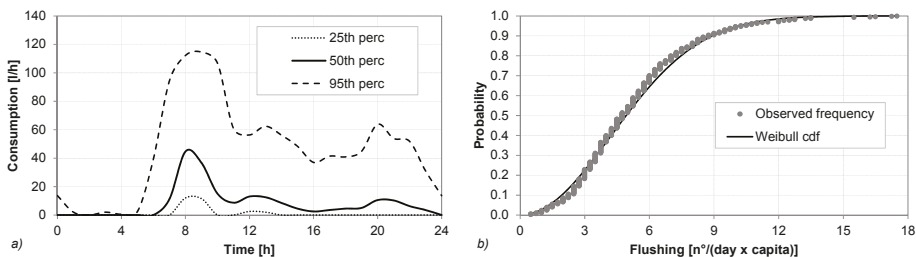 140
120
100
80
60
40
20
0
Consumption [l/h]
25th perc
50th perc
95th perc
0 4 8 12 16 20 24
Time [h]
a)
1.0
0.9
0.8
0.7
0.6
0.5
0.4
0.3
0.2
0.1
0.0
Probability
Observed frequency
Weibull cdf
0 3 6 9 12 15 18
Flushing [n°/(day x capita)]
b)